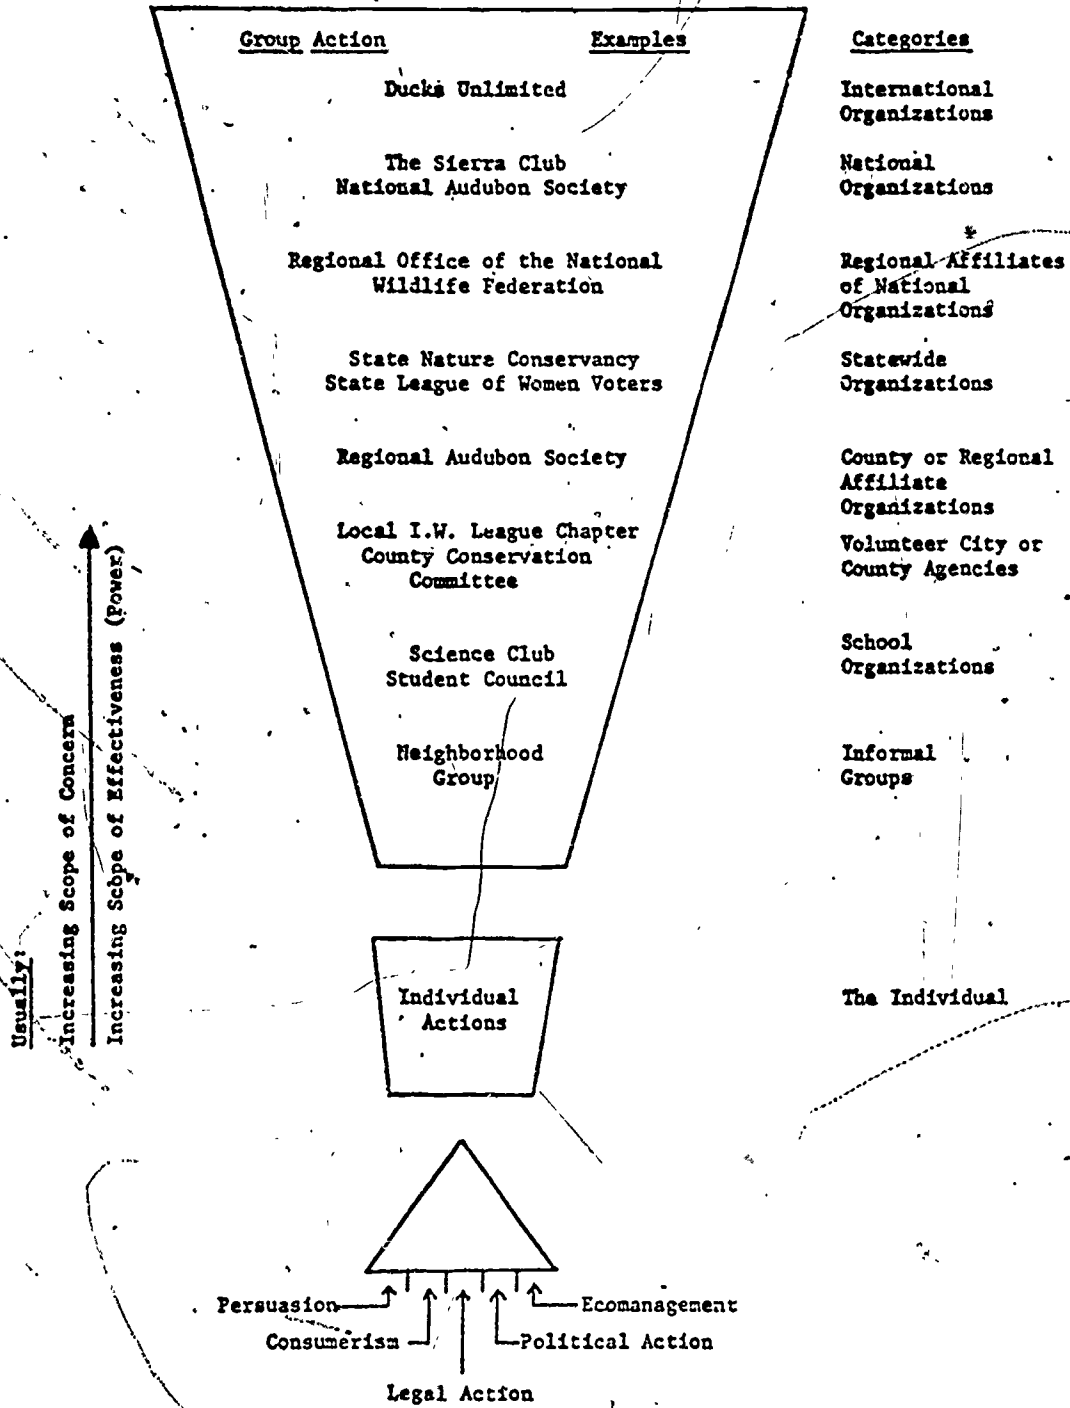 Group Action Examples Categories
Ducks Unlimited
International
Organizations
The Sierra Club
National Audubon Society
National
Organizations
Regional Office of the National
Wildlife Federation
Regional Affiliates
of National
Organizations
State Nature Conservancy
State League of Women Voters
Statewide
Organizations
Regional Audubon Society
County or Regional
Affiliate
Organizations
Local I.W. League Chapter
County Conservation
Committee
Volunteer City or
County Agencies
Science Club
Student Council
School
Organizations
Neighborhood
Group
Informal
Groups
Usually:
Increasing Scope of Concern
Increasing Scope of Effectiveness (Power)
Individual
Actions
The Individual
Persuasion
Ecomanagement
Consumerism
Political Action
Legal Action